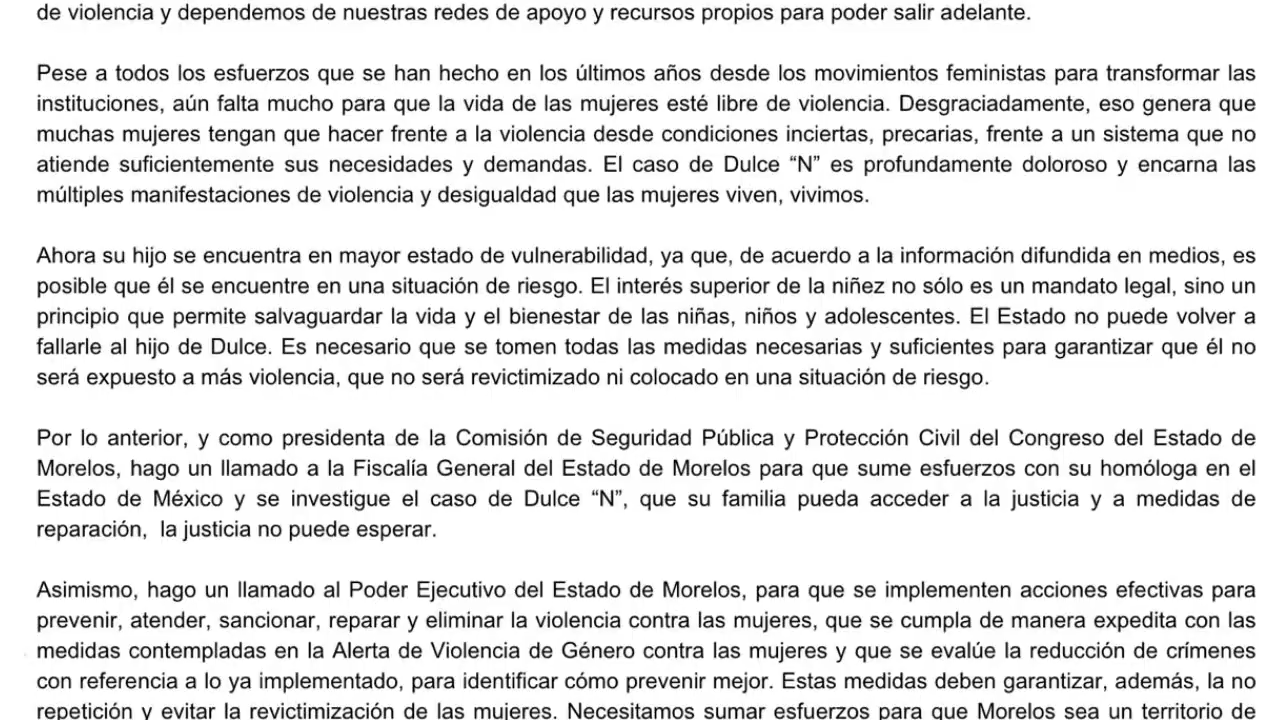 de violencia y dependemos de nuestras redes de apoyo y recursos propios para poder salir adelante.
Pese a todos los esfuerzos que se han hecho en los últimos años desde los movimientos feministas para transformar las
instituciones, aún falta mucho para que la vida de las mujeres esté libre de violencia. Desgraciadamente, eso genera que
muchas mujeres tengan que hacer frente a la violencia desde condiciones inciertas, precarias, frente a un sistema que no
atiende suficientemente sus necesidades y demandas. El caso de Dulce “N” es profundamente doloroso y encarna las
múltiples manifestaciones de violencia y desigualdad que las mujeres viven, vivimos.
Ahora su hijo se encuentra en mayor estado de vulnerabilidad, ya que, de acuerdo a la información difundida en medios, es
posible que él se encuentre en una situación de riesgo. El interés superior de la niñez no sólo es un mandato legal, sino un
principio que permite salvaguardar la vida y el bienestar de las niñas, niños y adolescentes. El Estado no puede volver a
fallarle al hijo de Dulce. Es necesario que se tomen todas las medidas necesarias y suficientes para garantizar que él no
será expuesto a más violencia, que no será revictimizado ni colocado en una situación de riesgo.
Por lo anterior, y como presidenta de la Comisión de Seguridad Pública y Protección Civil del Congreso del Estado de
Morelos, hago un llamado a la Fiscalía General del Estado de Morelos para que sume esfuerzos con su homóloga en el
Estado de México y se investigue el caso de Dulce “N”, que su familia pueda acceder a la justicia y a medidas de
reparación, la justicia no puede esperar.
Asimismo, hago un llamado al Poder Ejecutivo del Estado de Morelos, para que se implementen acciones efectivas para
prevenir, atender, sancionar, reparar y eliminar la violencia contra las mujeres, que se cumpla de manera expedita con las
medidas contempladas en la Alerta de Violencia de Género contra las mujeres y que se evalúe la reducción de crímenes
con referencia a lo ya implementado, para identificar cómo prevenir mejor. Estas medidas deben garantizar, además, la no
repetición y evitar la revictimización de las mujeres. Necesitamos sumar esfuerzos para que Morelos sea un territorio de